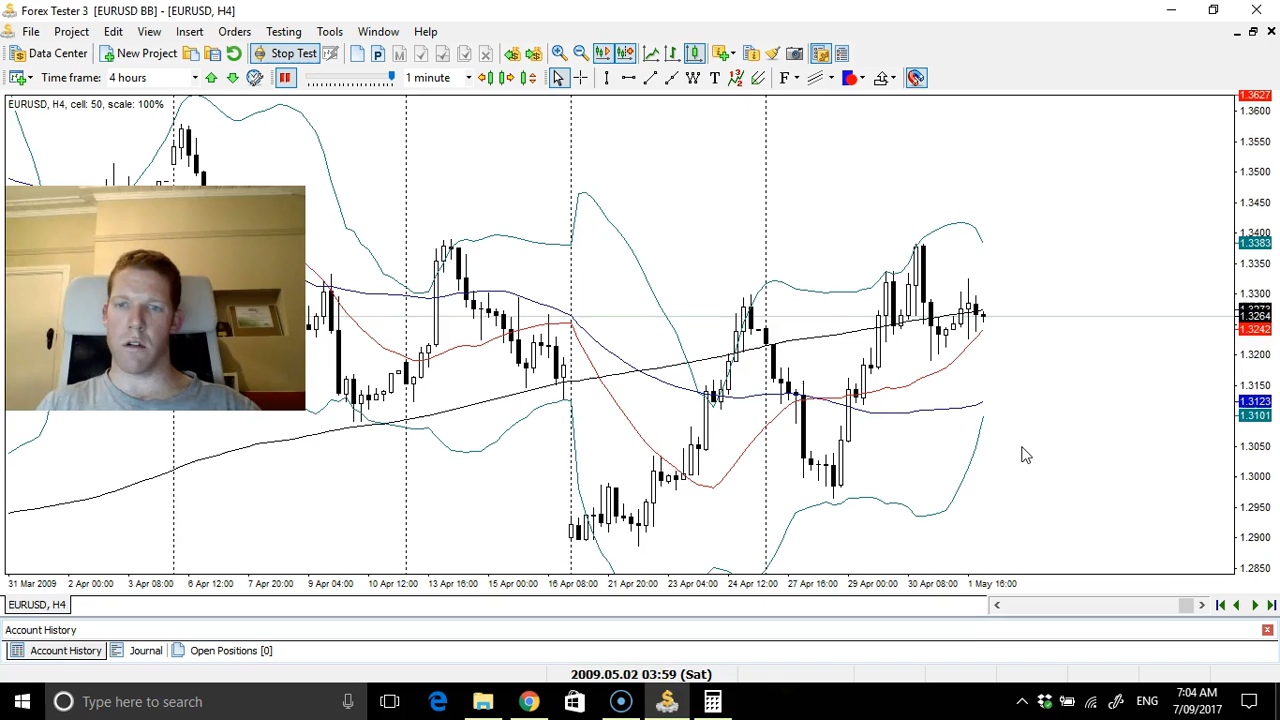 Forex Tester 3 [EURUSD BB] - [EURUSD, H4]
File Project Edit View Insert Orders Testing Tools Window Help
Data Center New Project Stop Test
Time frame: 4 hours 1 minute
EURUSD, H4, cell: 50, scale: 100%
1.3627
1.3550
1.3500
1.3450
1.3400
1.3383
1.3350
1.3300
1.3264
1.3242
1.3200
1.3150
1.3123
1.3101
1.3050
1.3000
1.2950
1.2900
1.2850
31 Mar 2009 2 Apr 00:00 3 Apr 08:00 6 Apr 12:00 7 Apr 20:00 9 Apr 04:00 10 Apr 12:00 13 Apr 16:00 15 Apr 00:00 16 Apr 08:00 21 Apr 20:00 23 Apr 04:00 24 Apr 12:00 27 Apr 16:00 29 Apr 00:00 30 Apr 08:00 1 May 16:00
EURUSD, H4
Account History
Account History Journal Open Positions [0]
2009.05.02 03:59 (Sat)
Type here to search
ENG
7:04 AM
7/09/2017